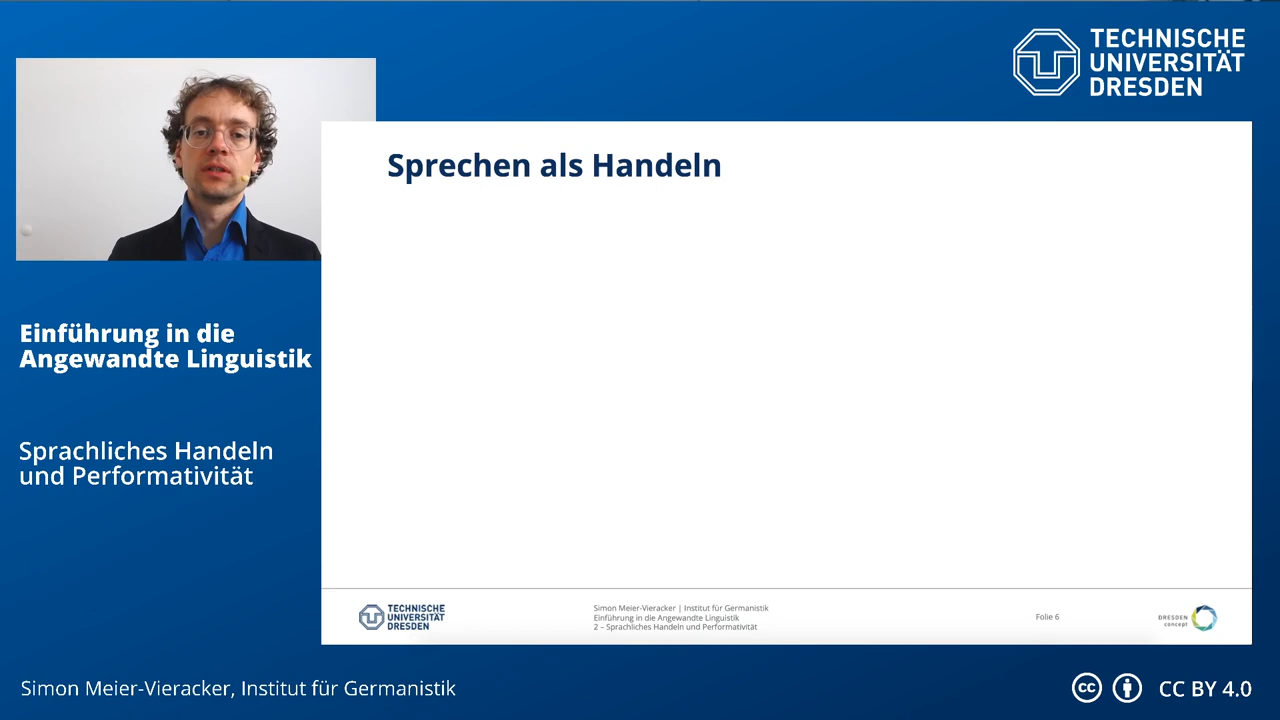 TECHNISCHE
UNIVERSITÄT
DRESDEN
Sprechen als Handeln
Einführung in die
Angewandte Linguistik
Sprachliches Handeln
und Performativität
TECHNISCHE
UNIVERSITÄT
DRESDEN
Simon Meier-Vieracker | Institut für Germanistik
Einführung in die Angewandte Linguistik
2 – Sprachliches Handeln und Performativität
Folie 6
DRESDEN
concept
Simon Meier-Vieracker, Institut für Germanistik
cc
CC BY 4.0